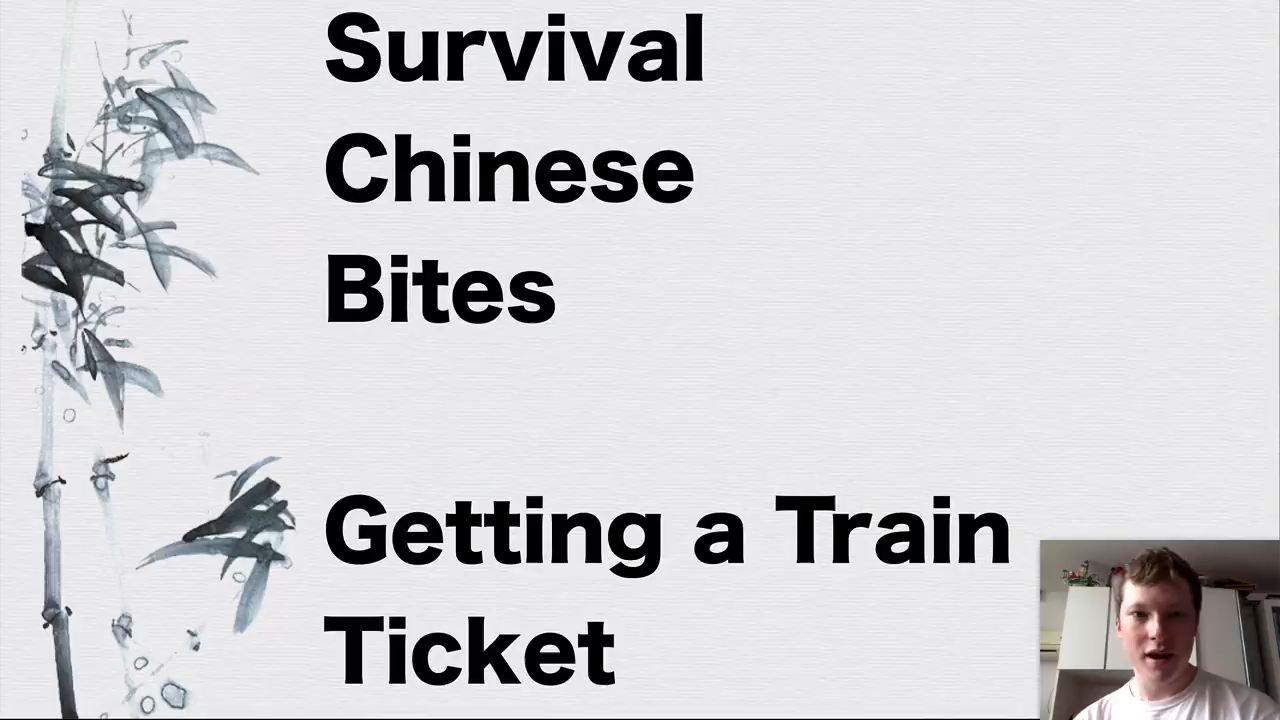 Survival
Chinese
Bites
Getting a Train
Ticket